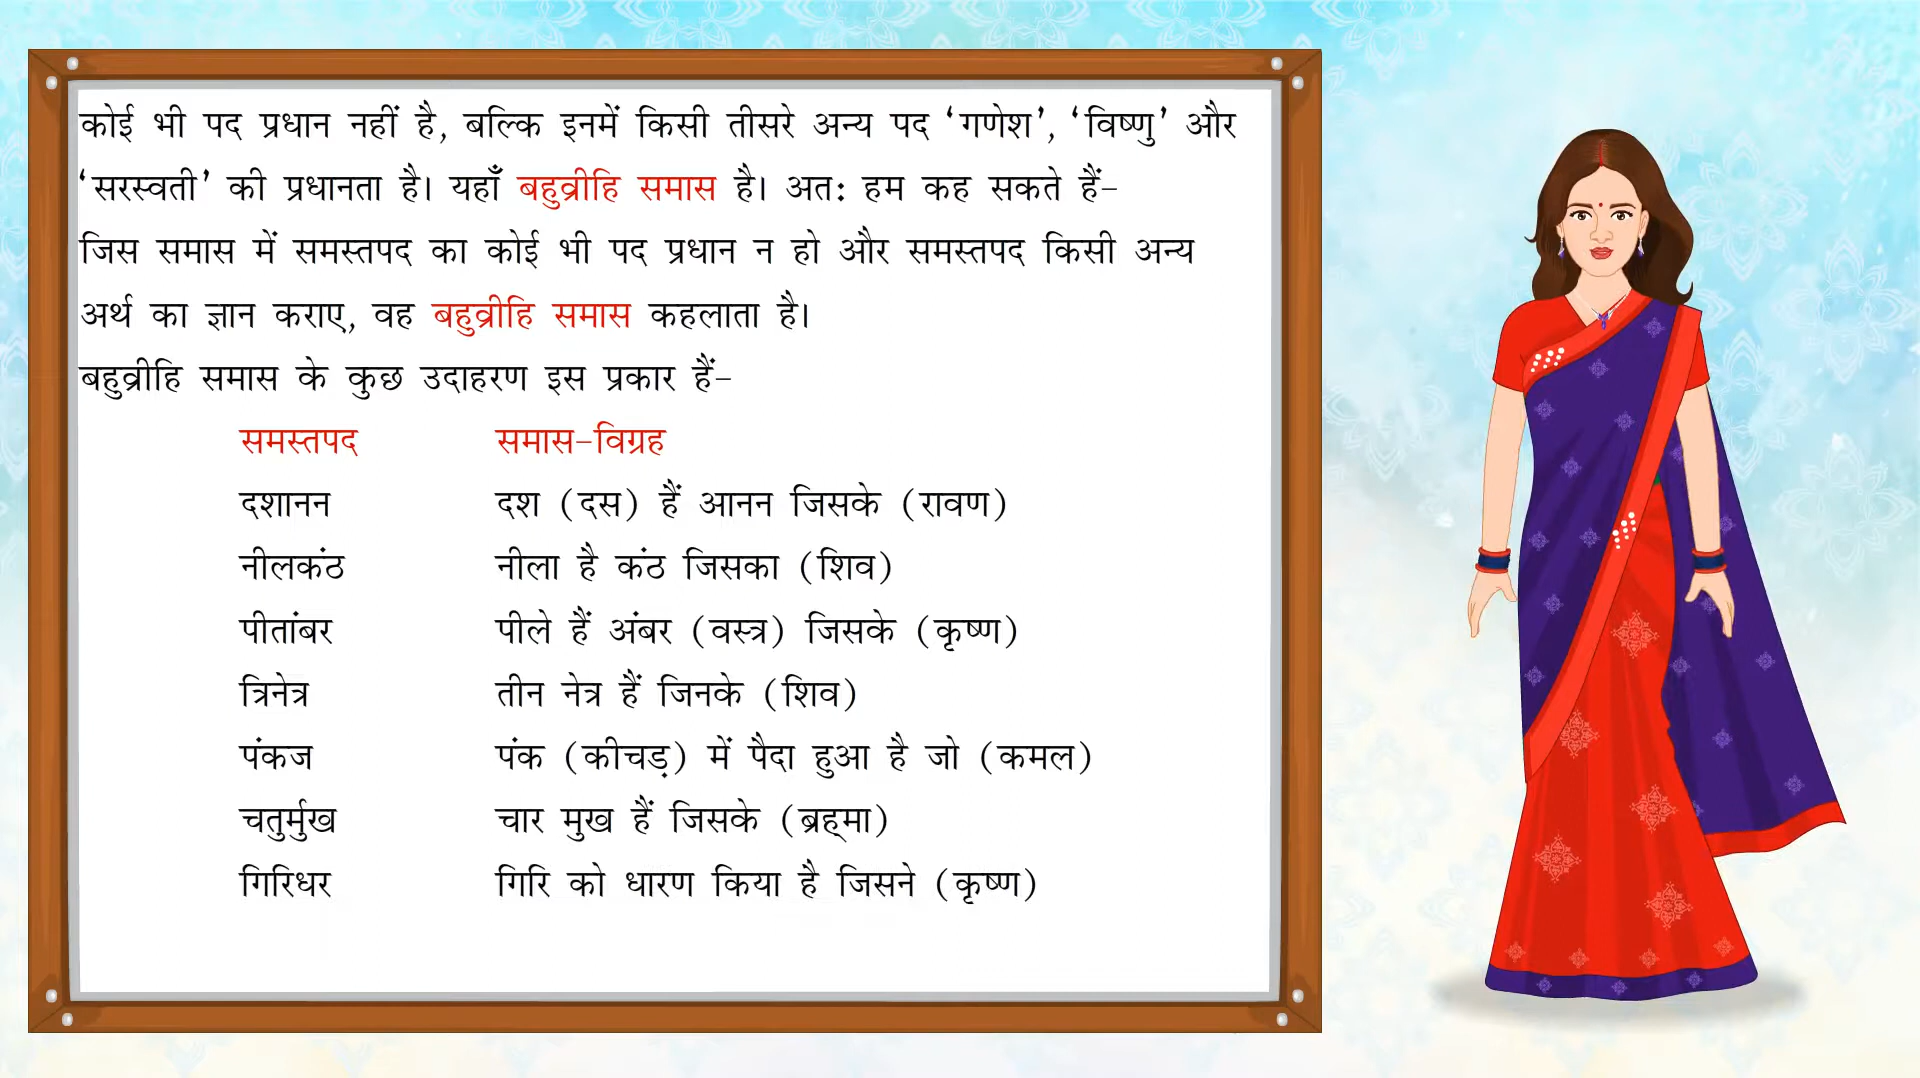 कोई भी पद प्रधान नहीं है, बल्कि इनमें किसी तीसरे अन्य पद ‘गणेश’, ‘विष्णु’ और
‘सरस्वती’ की प्रधानता है। यहाँ बहुव्रीहि समास है। अतः हम कह सकते हैं-
जिस समास में समस्तपद का कोई भी पद प्रधान न हो और समस्तपद किसी अन्य
अर्थ का ज्ञान कराए, वह बहुव्रीहि समास कहलाता है।
बहुव्रीहि समास के कुछ उदाहरण इस प्रकार हैं-
समस्तपद समास-विग्रह
दशानन दश (दस) हैं आनन जिसके (रावण)
नीलकंठ नीला है कंठ जिसका (शिव)
पीतांबर पीले हैं अंबर (वस्त्र) जिसके (कृष्ण)
त्रिनेत्र तीन नेत्र हैं जिनके (शिव)
पंकज पंक (कीचड़) में पैदा हुआ है जो (कमल)
चतुर्मुख चार मुख हैं जिसके (ब्रह्मा)
गिरिधर गिरि को धारण किया है जिसने (कृष्ण)